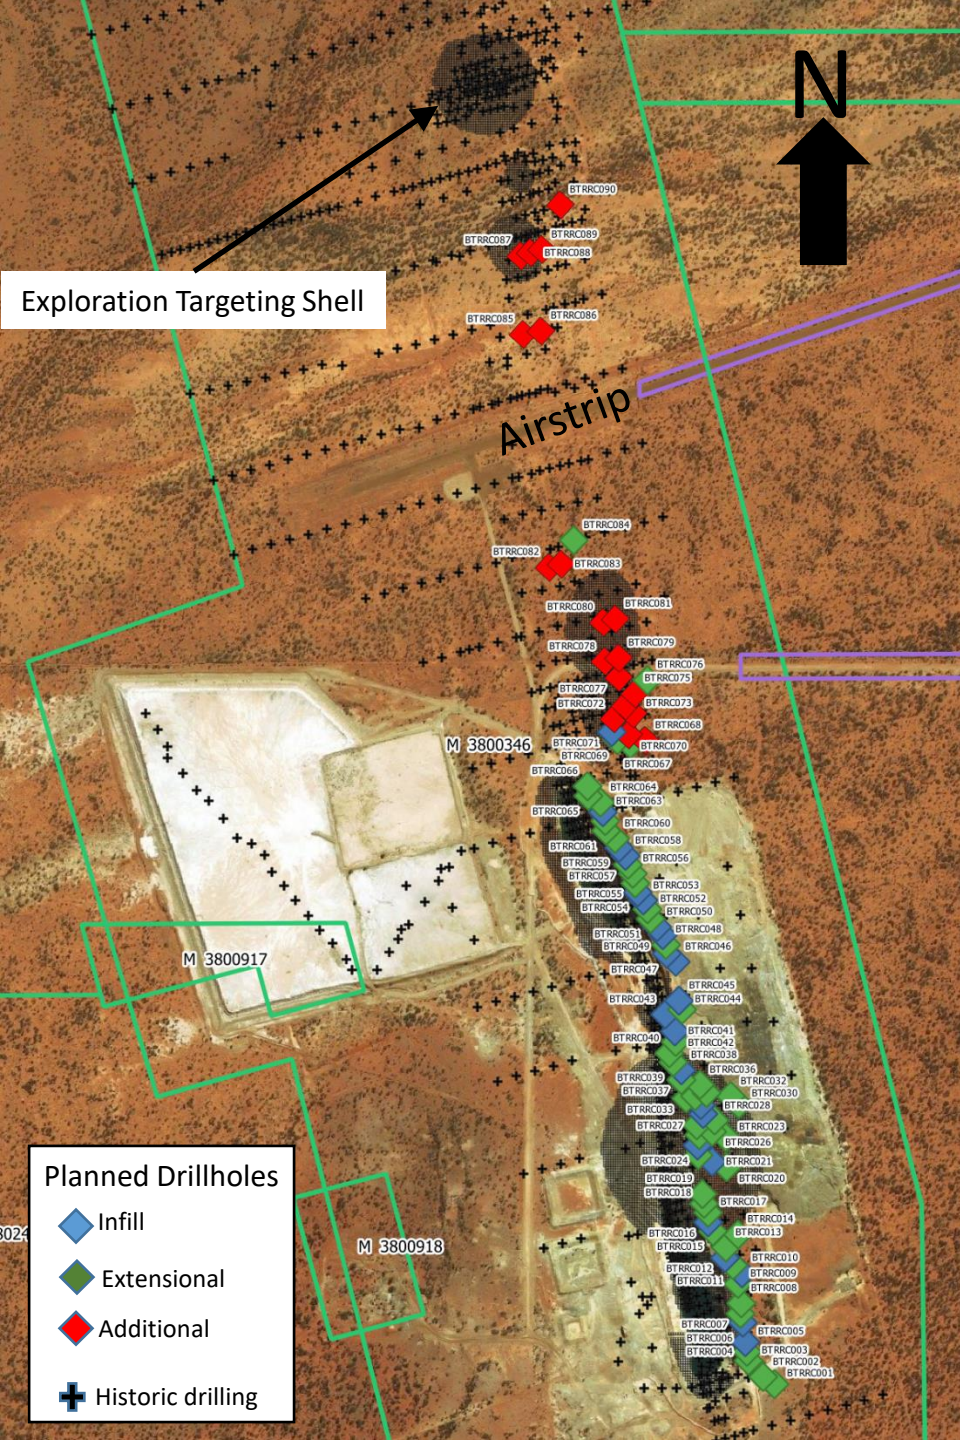 N
BTRRC090
BTRRC089
BTRRC087
BTRRC088
Exploration Targeting Shell
BTRRC086
BTRRC085
Airstrip
BTRRC084
BTRRC082
BTRRC083
BTRRC081
BTRRC080
BTRRC079
BTRRC078
BTRRC076
BTRRC075
BTRRC077
BTRRC073
BTRRC072
BTRRC068
BTRRC071
BTRRC070
M 3800346
BTRRC069
BTRRC067
BTRRC066
BTRRC064
BTRRC063
BTRRC065
BTRRC060
BTRRC058
BTRRC061
BTRRC056
BTRRC059
BTRRC057
BTRRC053
BTRRC055
BTRRC052
BTRRC054
BTRRC050
BTRRC048
BTRRC051
BTRRC049
BTRRC046
M 3800917
BTRRC047
BTRRC045
BTRRC043
BTRRC044
BTRRC041
BTRRC040
BTRRC042
BTRRC038
BTRRC036
BTRRC039
BTRRC032
BTRRC037
BTRRC030
BTRRC028
BTRRC033
BTRRC027
BTRRC023
BTRRC026
BTRRC024
BTRRC021
BTRRC019
BTRRC020
BTRRC018
BTRRC017
BTRRC014
BTRRC016
BTRRC013
BTRRC015
M 3800918
BTRRC010
BTRRC012
BTRRC009
BTRRC011
BTRRC008
BTRRC007
BTRRC005
BTRRC006
BTRRC004
BTRRC003
BTRRC002
BTRRC001
Planned Drillholes
Infill
Extensional
Additional
Historic drilling